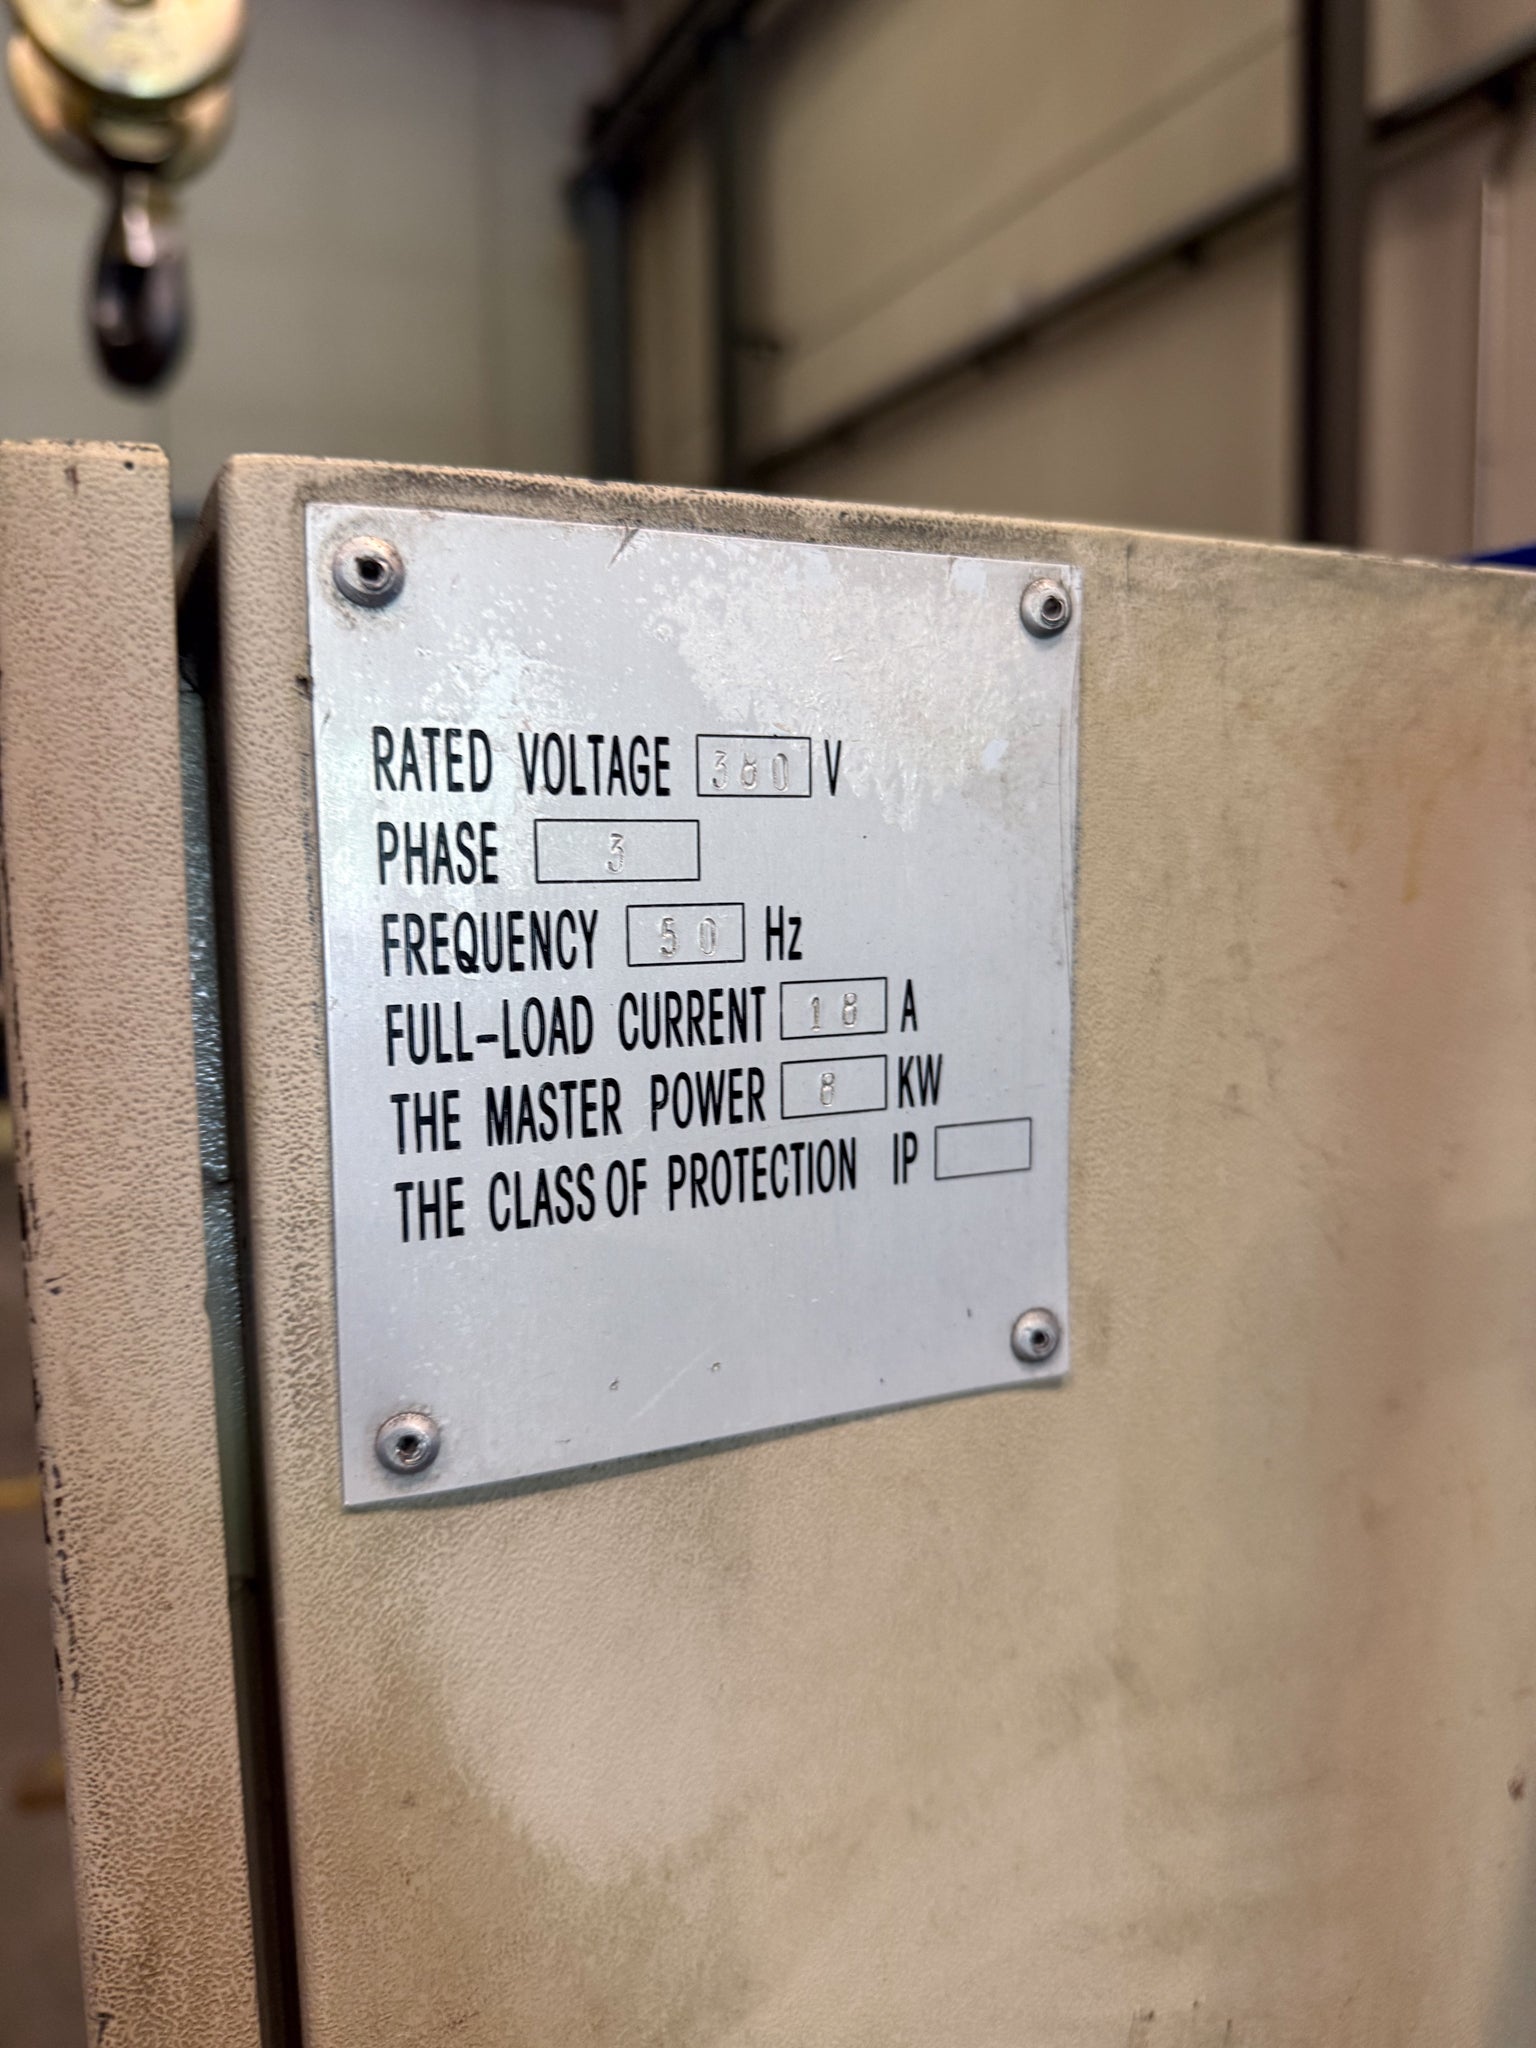 RATED VOLTAGE 380 V
PHASE 3
FREQUENCY 50 Hz
FULL-LOAD CURRENT 18 A
THE MASTER POWER 8 KW
THE CLASS OF PROTECTION IP